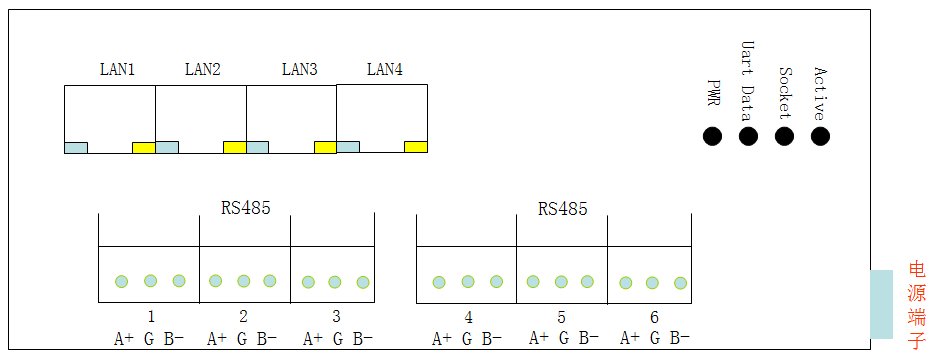 LAN1 LAN2 LAN3 LAN4
PWR
Uart Data
Socket
Active
RS485 RS485
1 2 3 4 5 6
A+ G B- A+ G B- A+ G B- A+ G B- A+ G B- A+ G B-
电源端子